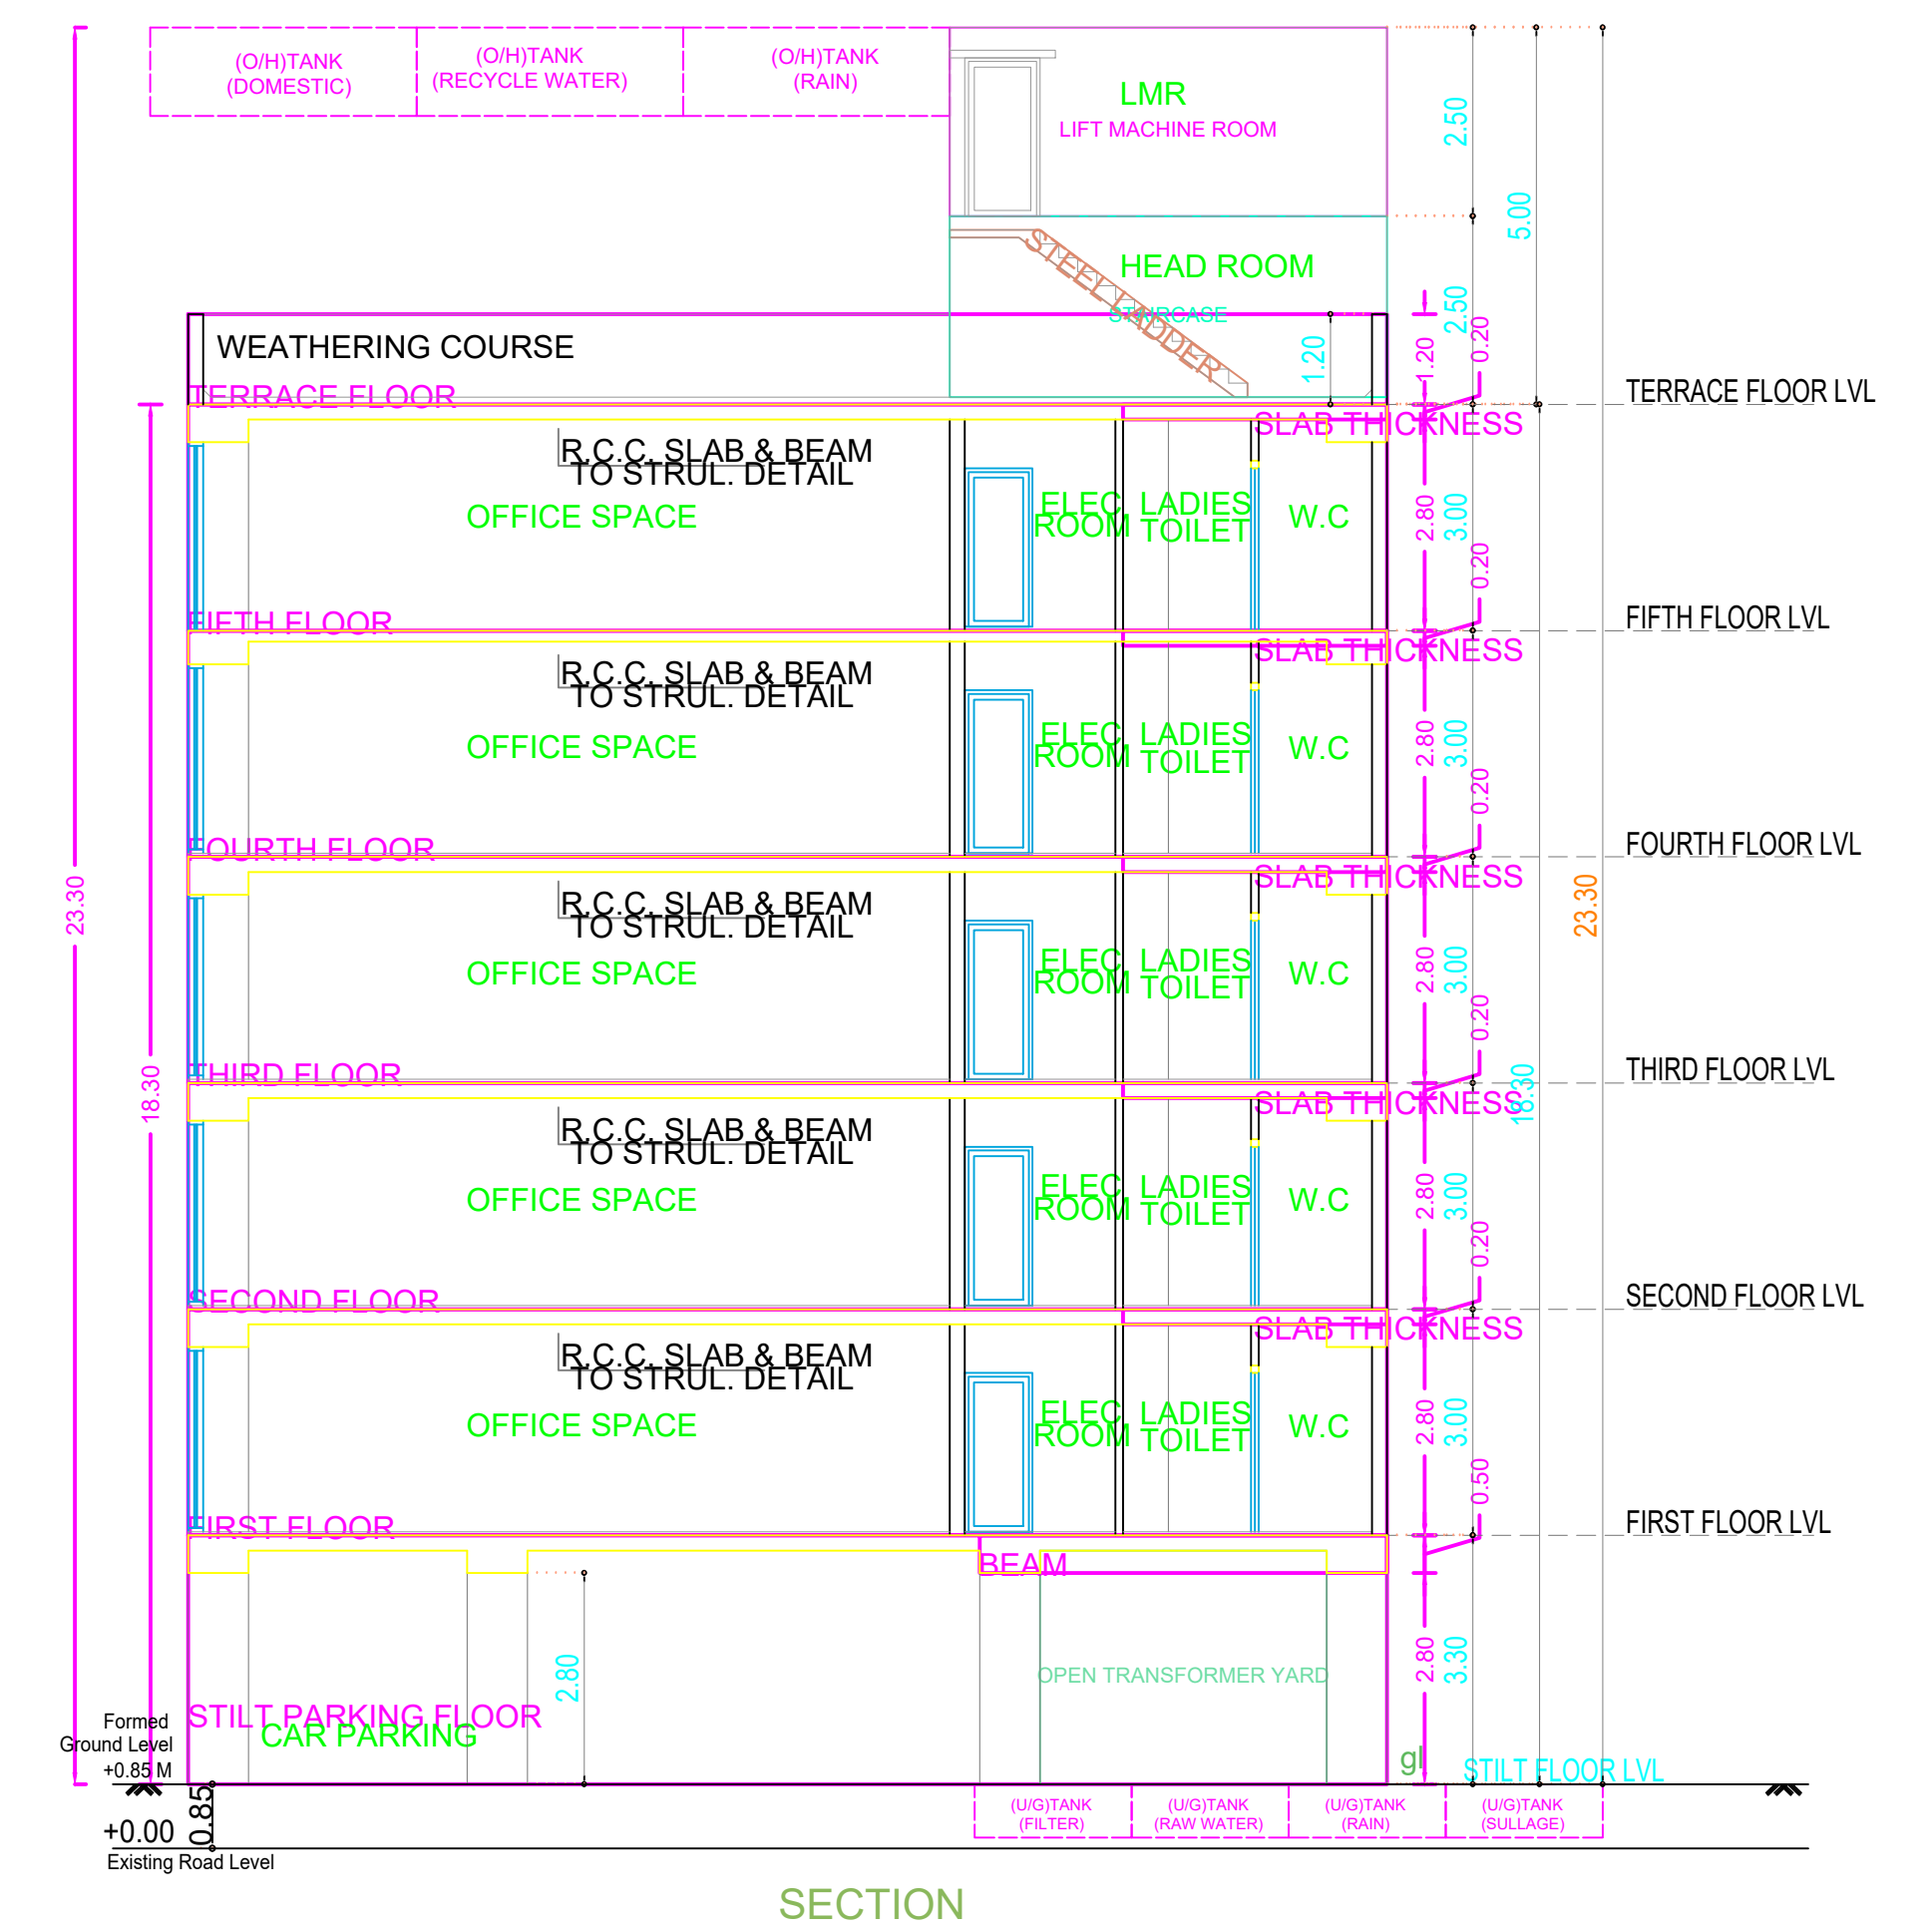 (O/H)TANK
(DOMESTIC)
(O/H)TANK
(RECYCLE WATER)
(O/H)TANK
(RAIN)
LMR
LIFT MACHINE ROOM
2.50
5.00
HEAD ROOM
STEEL LADDER
STAIRCASE
2.50
WEATHERING COURSE
1.20
1.20
0.20
TERRACE FLOOR
TERRACE FLOOR LVL
SLAB THICKNESS
R.C.C. SLAB & BEAM
TO STRUL. DETAIL
OFFICE SPACE
ELEC.
ROOM
LADIES
TOILET
W.C
2.80
3.00
0.20
FIFTH FLOOR
FIFTH FLOOR LVL
SLAB THICKNESS
R.C.C. SLAB & BEAM
TO STRUL. DETAIL
OFFICE SPACE
ELEC.
ROOM
LADIES
TOILET
W.C
2.80
3.00
0.20
FOURTH FLOOR
FOURTH FLOOR LVL
SLAB THICKNESS
23.30
23.30
R.C.C. SLAB & BEAM
TO STRUL. DETAIL
OFFICE SPACE
ELEC.
ROOM
LADIES
TOILET
W.C
2.80
3.00
0.20
THIRD FLOOR
THIRD FLOOR LVL
SLAB THICKNESS
18.30
18.30
R.C.C. SLAB & BEAM
TO STRUL. DETAIL
OFFICE SPACE
ELEC.
ROOM
LADIES
TOILET
W.C
2.80
3.00
0.20
SECOND FLOOR
SECOND FLOOR LVL
SLAB THICKNESS
R.C.C. SLAB & BEAM
TO STRUL. DETAIL
OFFICE SPACE
ELEC.
ROOM
LADIES
TOILET
W.C
2.80
3.00
0.50
FIRST FLOOR
FIRST FLOOR LVL
BEAM
2.80
OPEN TRANSFORMER YARD
2.80
3.30
STILT PARKING FLOOR
CAR PARKING
Formed
Ground Level
+0.85 M
gl
STILT FLOOR LVL
0.85
+0.00
Existing Road Level
(U/G)TANK
(FILTER)
(U/G)TANK
(RAW WATER)
(U/G)TANK
(RAIN)
(U/G)TANK
(SULLAGE)
SECTION